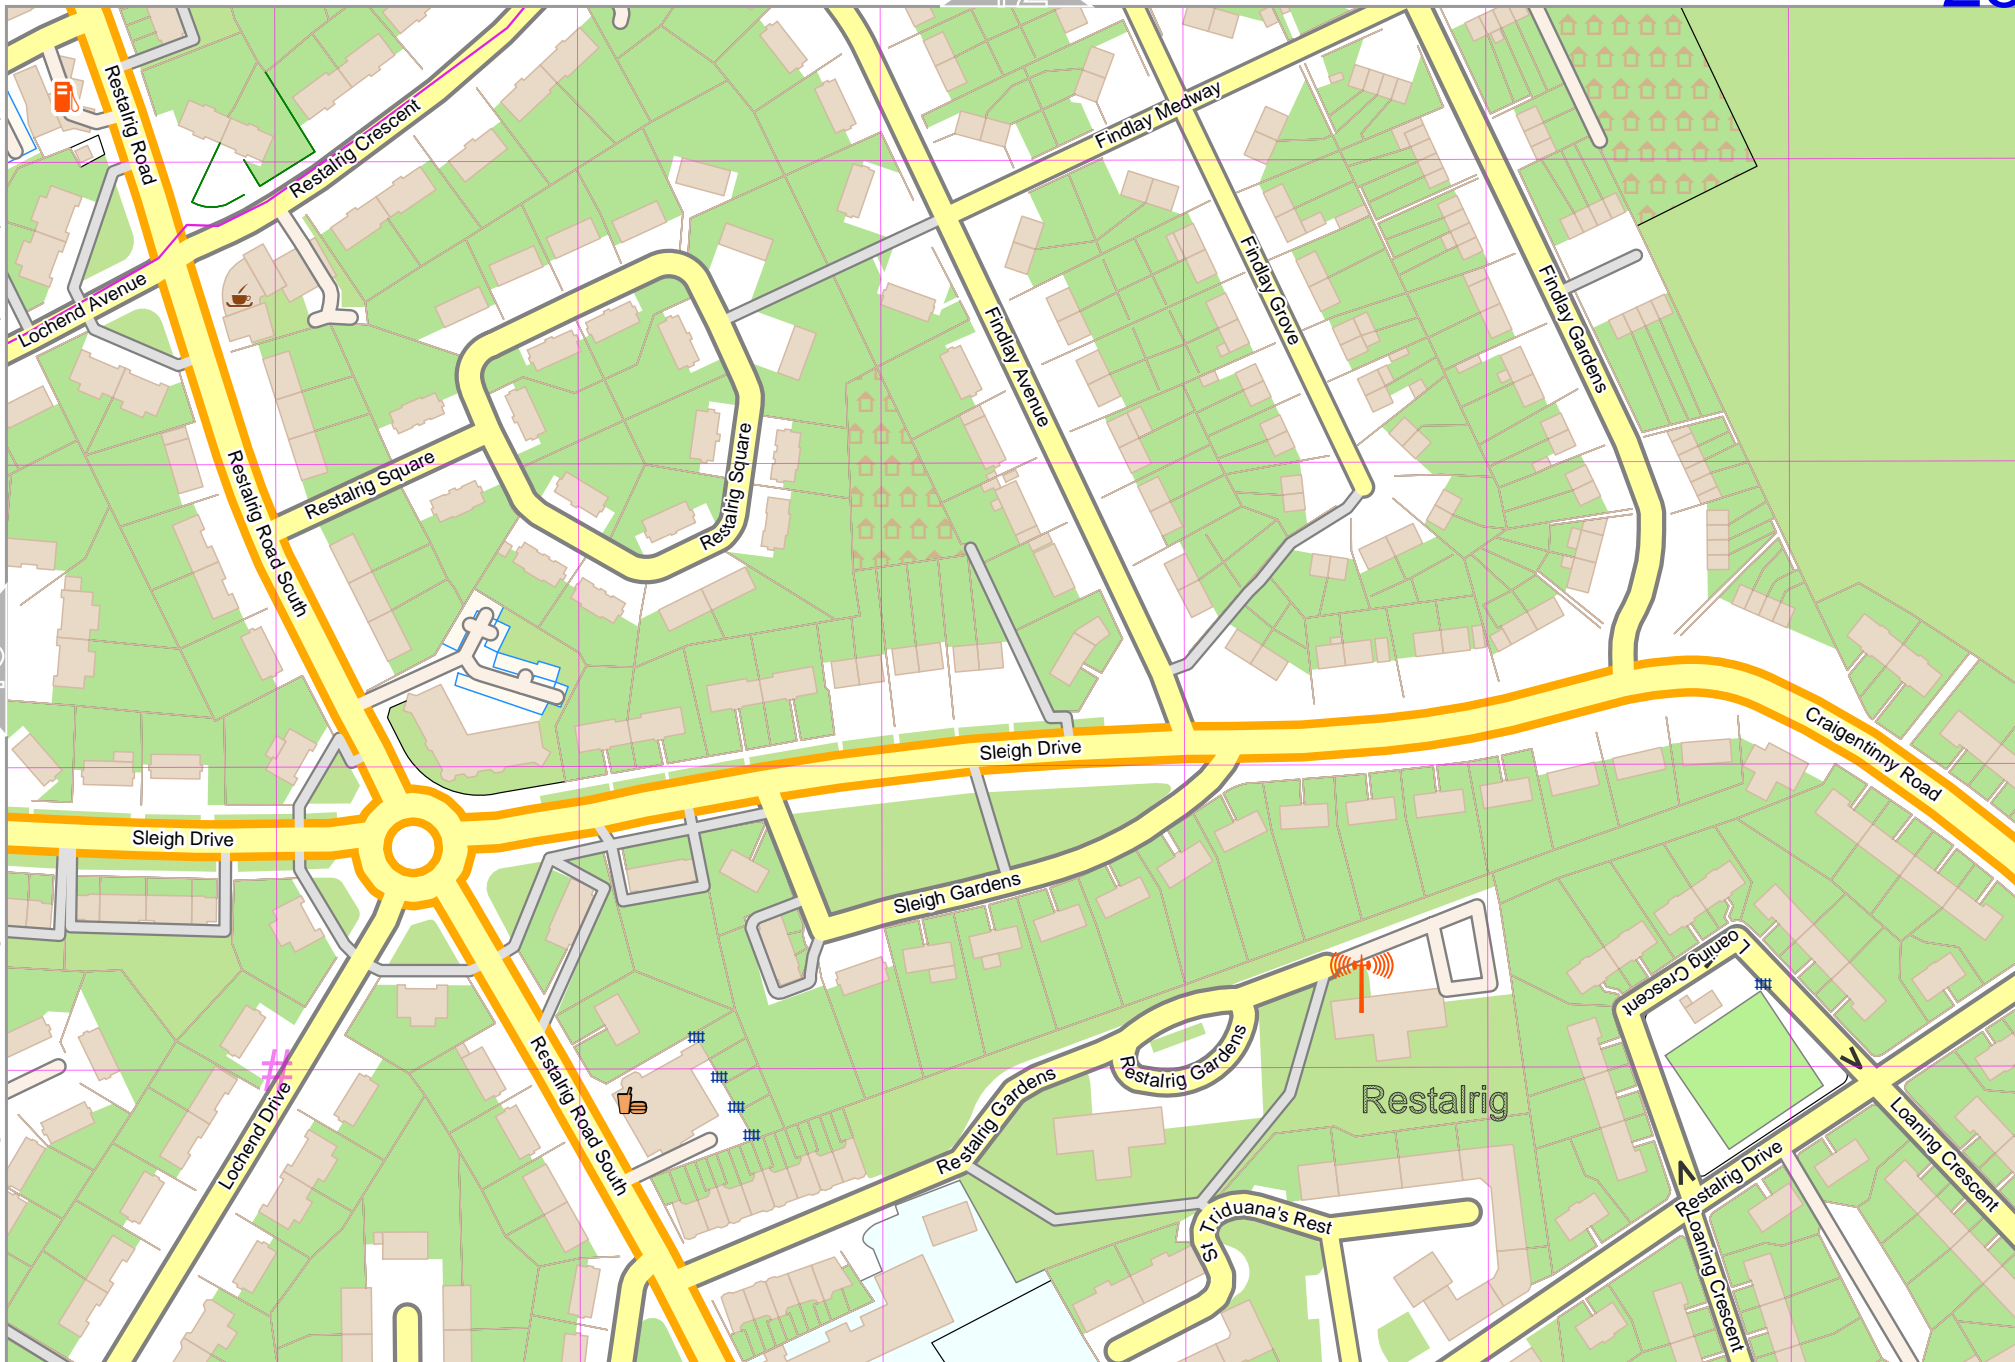 Restalrig Road
Restalrig Crescent
Findlay Medway
Lochend Avenue
Findlay Grove
Findlay Gardens
Findlay Avenue
Restalrig Square
Restalrig Square
Restalrig Road South
Sleigh Drive
Craigentinny Road
Sleigh Drive
Sleigh Gardens
Loaning Crescent
Restalrig Gardens
Restalrig Gardens
Restalrig
#
Lochend Drive
Restalrig Road South
Loaning Crescent
Restalrig Drive
St Triduana's Rest
Loaning Crescent